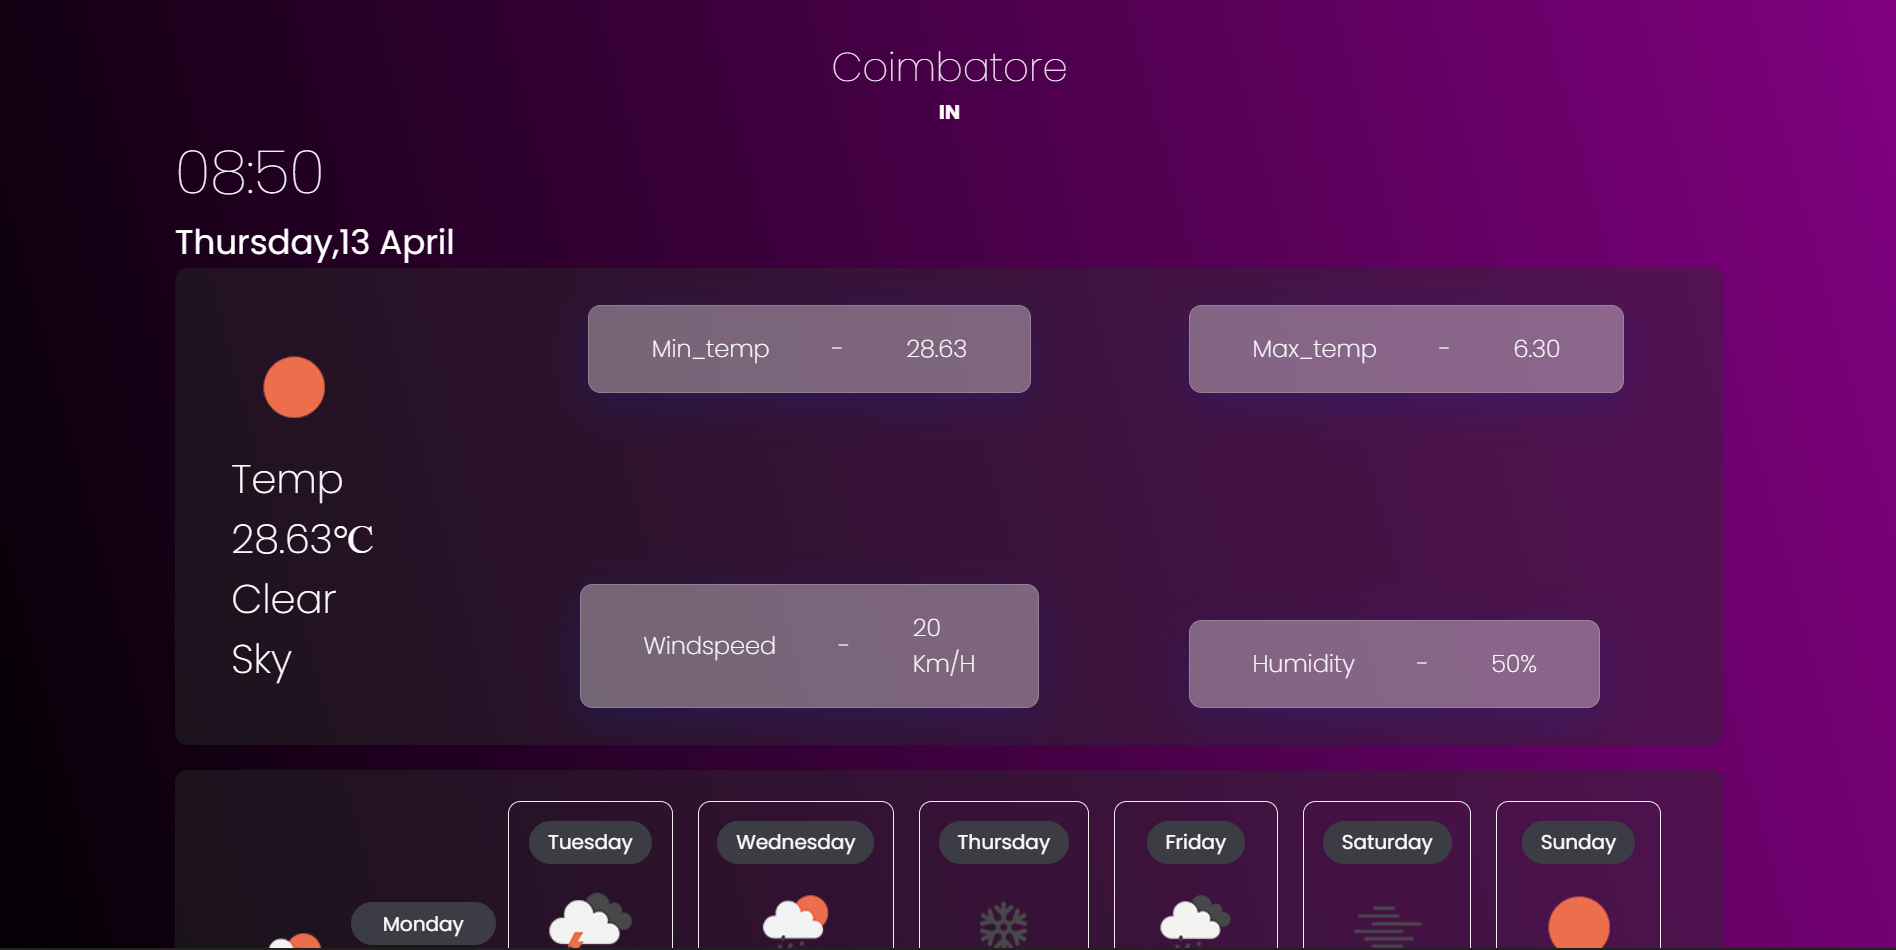 Coimbatore
IN
08:50
Thursday,13 April
Min_temp - 28.63
Max_temp - 6.30
Temp
28.63℃
Clear
Sky
Windspeed - 20
Km/H
Humidity - 50%
Monday
Tuesday
Wednesday
Thursday
Friday
Saturday
Sunday